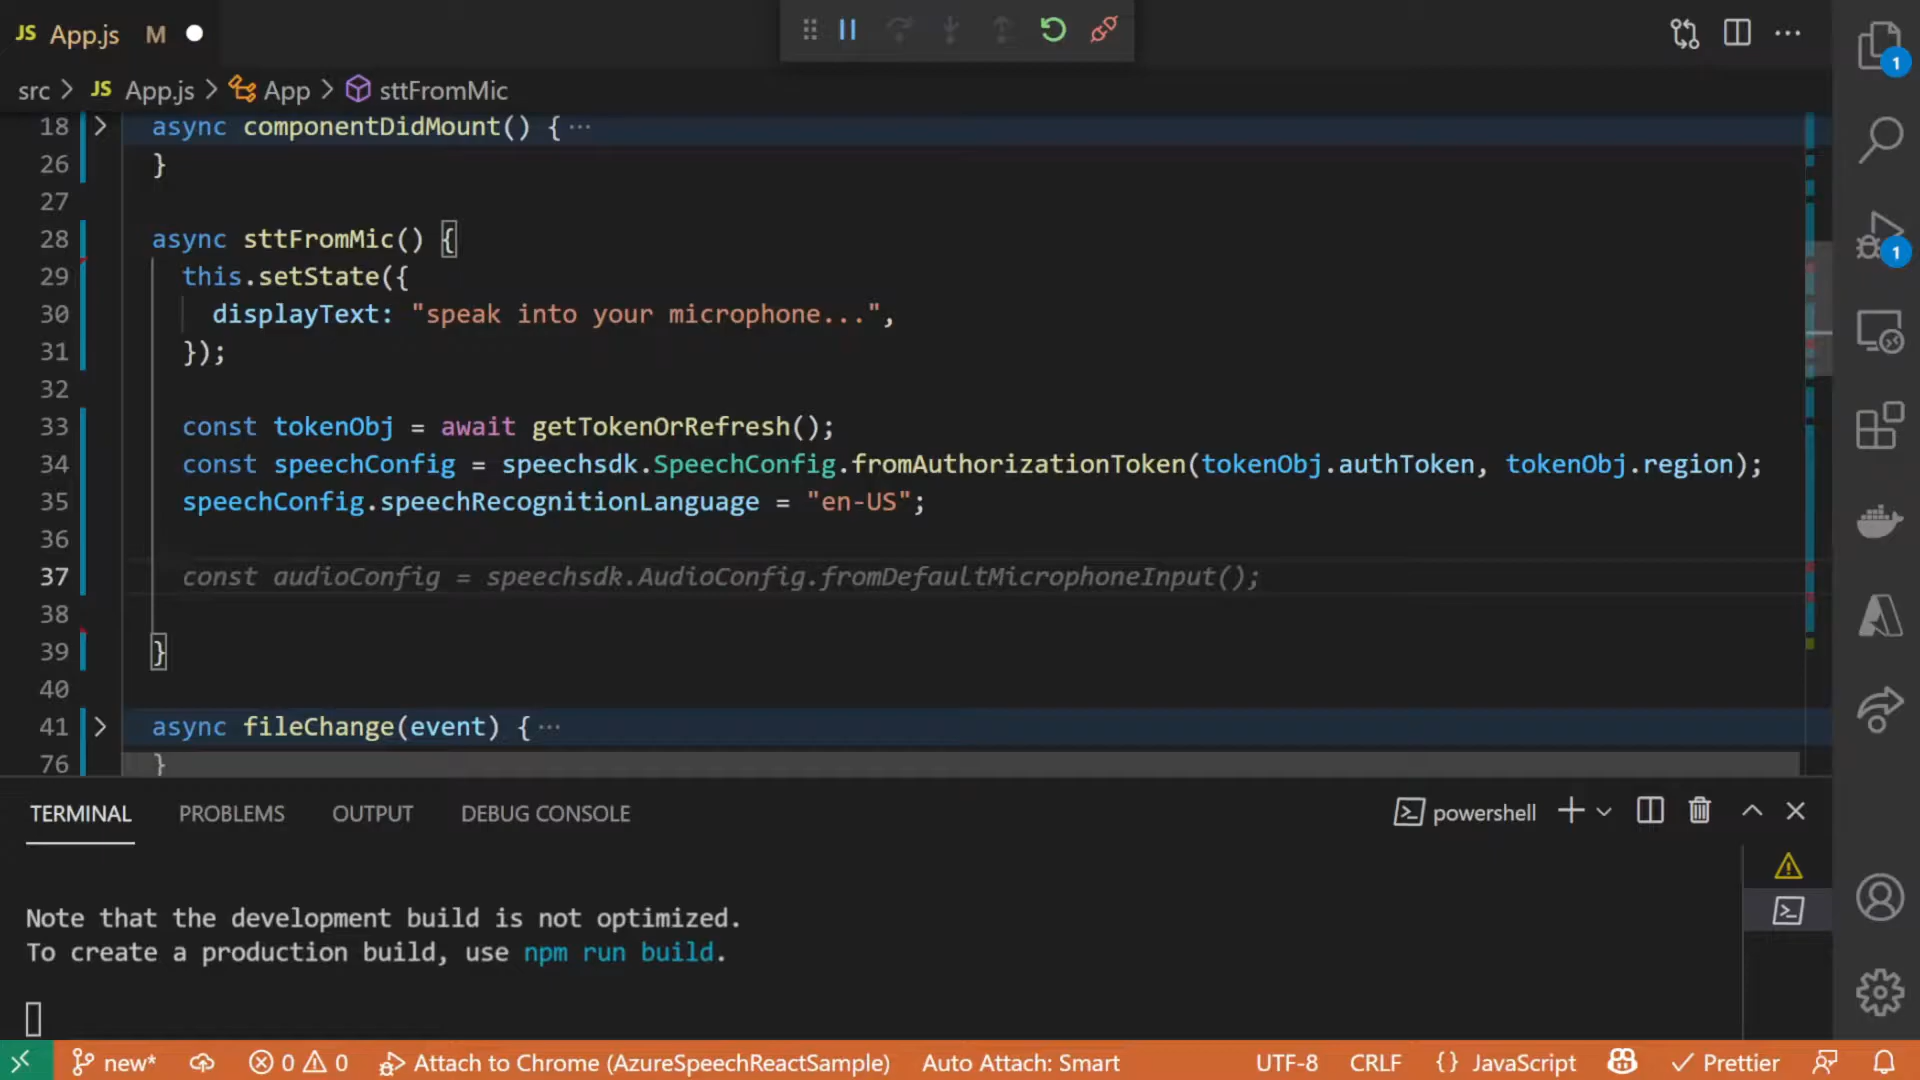 JS App.js M
src > JS App.js > App > sttFromMic
18 async componentDidMount() { ···
26 }
27
28 async sttFromMic() {
29 this.setState({
30 displayText: "speak into your microphone...",
31 });
32
33 const tokenObj = await getTokenOrRefresh();
34 const speechConfig = speechsdk.SpeechConfig.fromAuthorizationToken(tokenObj.authToken, tokenObj.region);
35 speechConfig.speechRecognitionLanguage = "en-US";
36
37 const audioConfig = speechsdk.AudioConfig.fromDefaultMicrophoneInput();
38
39 }
40
41 async fileChange(event) { ···
76 }
1
1
TERMINAL PROBLEMS OUTPUT DEBUG CONSOLE powershell
Note that the development build is not optimized.
To create a production build, use npm run build.
new* 0 0 Attach to Chrome (AzureSpeechReactSample) Auto Attach: Smart UTF-8 CRLF {} JavaScript Prettier